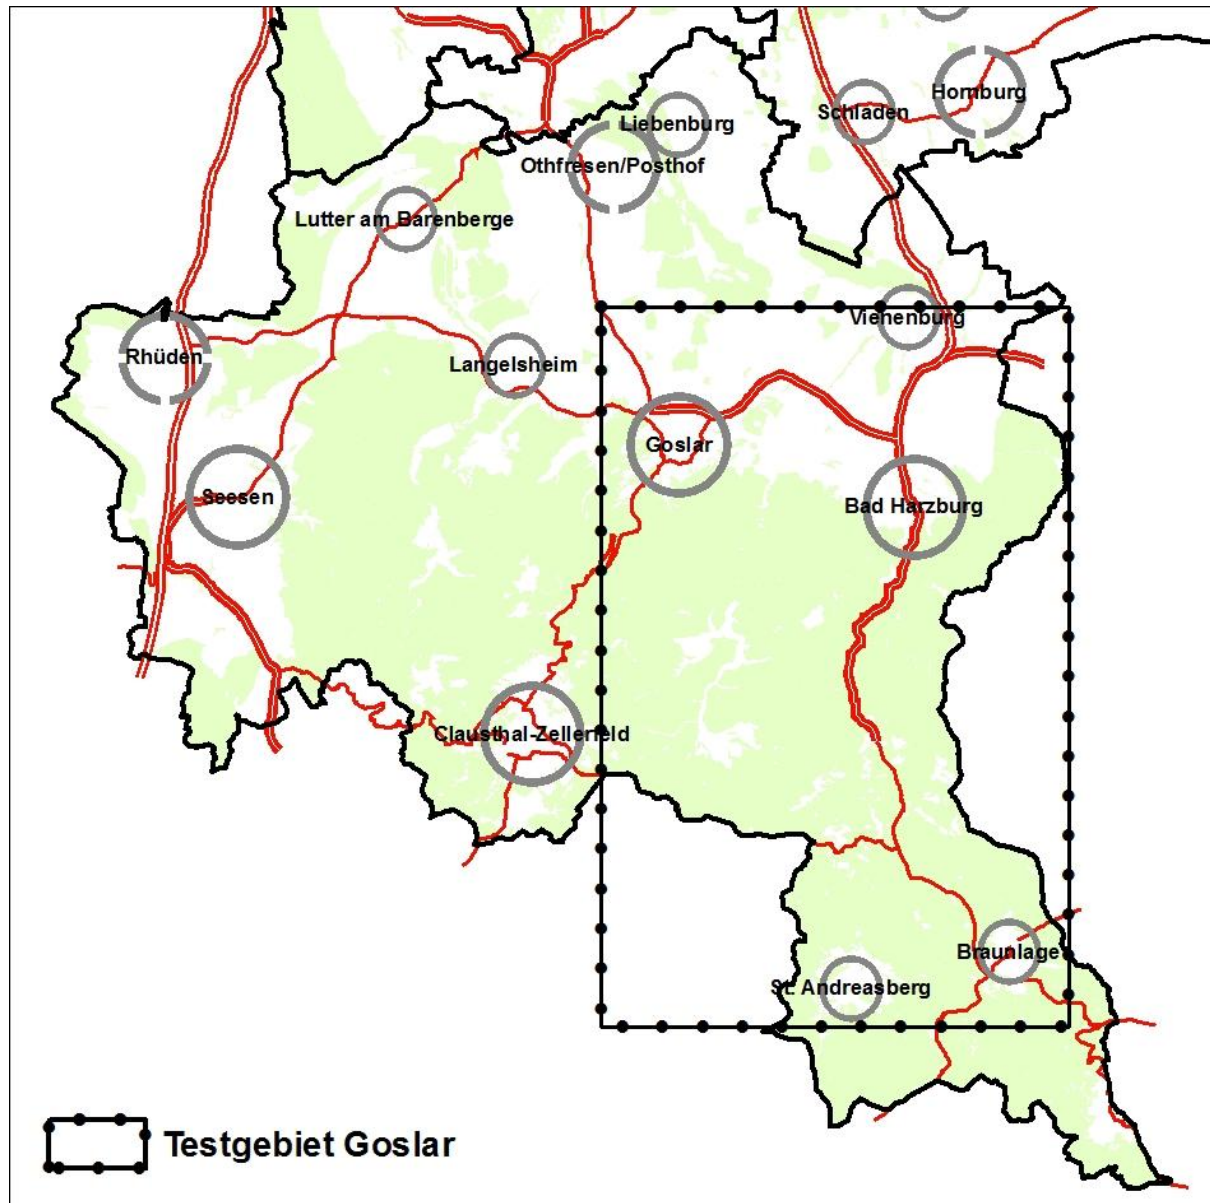 Hornburg
Schladen
Liebenburg
Othfresen/Posthof
Lutter am Barenberge
Vienenburg
Rhüden
Langelsheim
Goslar
Seesen
Bad Harzburg
Clausthal-Zellerfeld
Braunlage
St. Andreasberg
Testgebiet Goslar